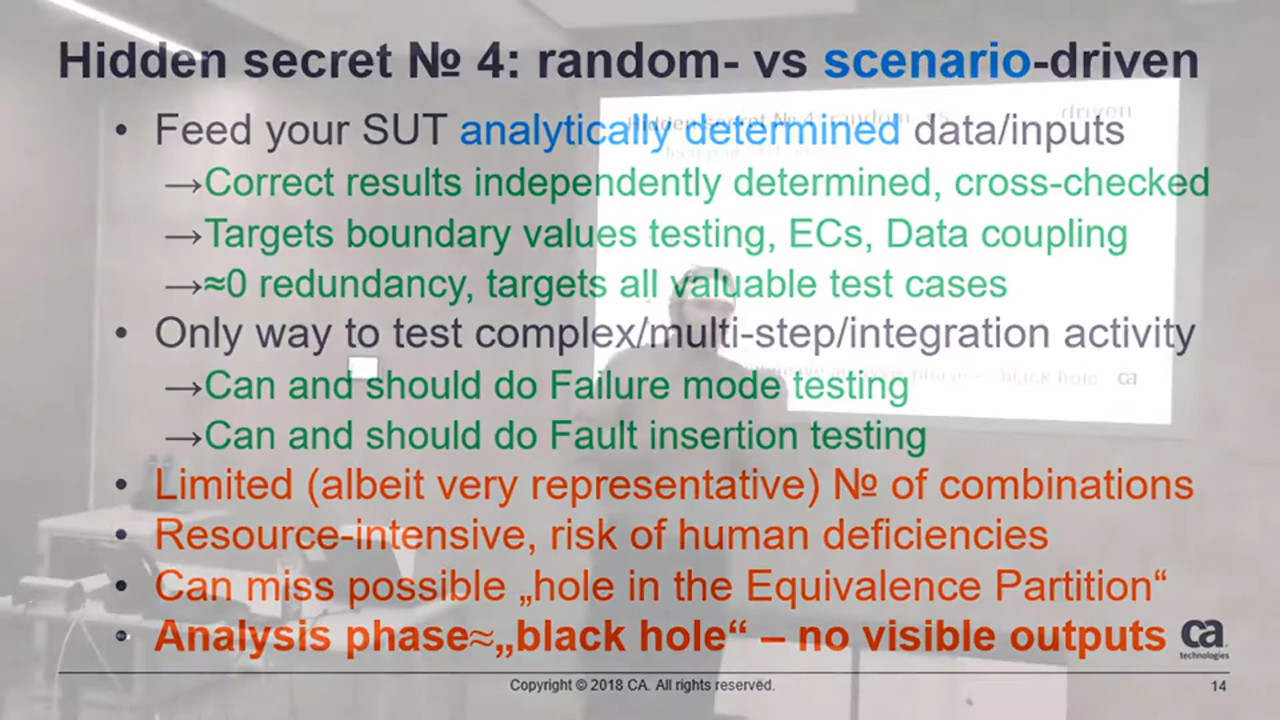 Hidden secret № 4: random- vs scenario-driven
• Feed your SUT analytically determined data/inputs
→Correct results independently determined, cross-checked
→Targets boundary values testing, ECs, Data coupling
→≈0 redundancy, targets all valuable test cases
• Only way to test complex/multi-step/integration activity
→Can and should do Failure mode testing
→Can and should do Fault insertion testing
• Limited (albeit very representative) № of combinations
• Resource-intensive, risk of human deficiencies
• Can miss possible „hole in the Equivalence Partition“
• Analysis phase≈„black hole“ – no visible outputs
ca
technologies
Copyright © 2018 CA. All rights reserved.
14